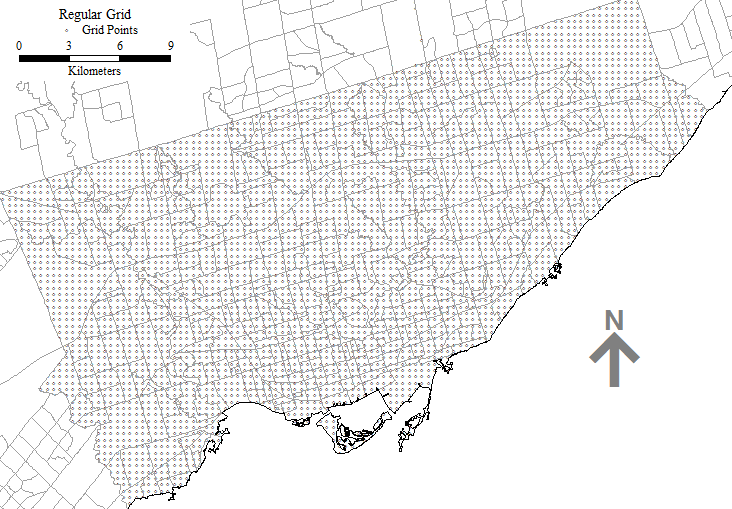 Regular Grid
Grid Points
0 3 6 9
Kilometers
N